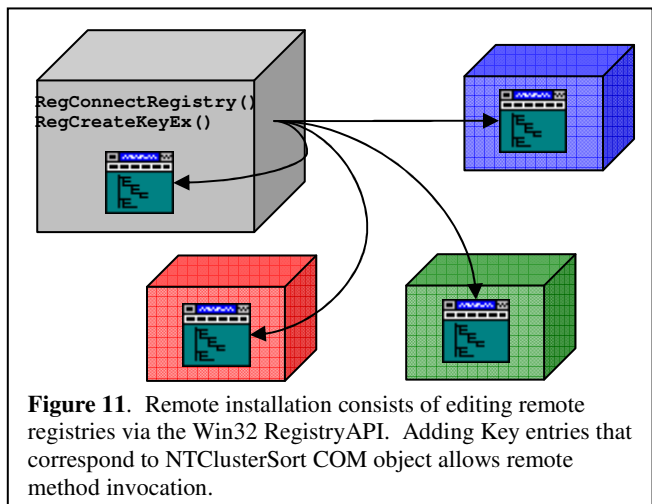 RegConnectRegistry()
RegCreateKeyEx()
Figure 11.  Remote installation consists of editing remote
registries via the Win32 RegistryAPI.  Adding Key entries that
correspond to NTClusterSort COM object allows remote
method invocation.